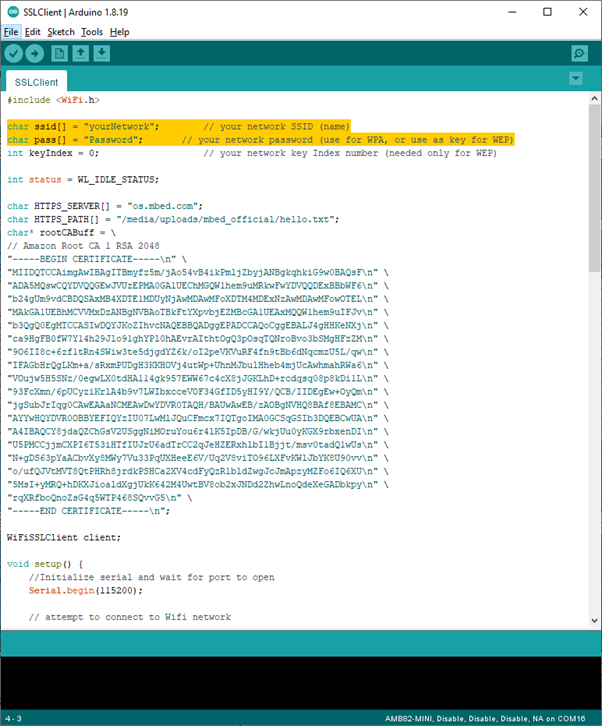 SSLClient | Arduino 1.8.19
File Edit Sketch Tools Help
SSLClient
#include <WiFi.h>
char ssid[] = "yourNetwork"; // your network SSID (name)
char pass[] = "Password"; // your network password (use for WPA, or use as key for WEP)
int keyIndex = 0; // your network key Index number (needed only for WEP)
int status = WL_IDLE_STATUS;
char HTTPS_SERVER[] = "os.mbed.com";
char HTTPS_PATH[] = "/media/uploads/mbed_official/hello.txt";
char* rootCABuff = \
// Amazon Root CA 1 RSA 2048
"-----BEGIN CERTIFICATE-----\n" \
"MIIDQTCCAimgAwIBAgITBmyfz5m/jAo54vB4ikPmljZbyjANBgkqhkiG9w0BAQsF\n" \
"ADA5MQswCQYDVQQGEwJVUzEPMA0GA1UEChMGQW1hem9uMRkwFwYDVQQDExBBbWF6\n" \
"b24gUm9vdCBDQSAxMB4XDTE1MDUyNjAwMDAwMFoXDTM4MDExNzAwMDAwMFowOTEL\n" \
"MAkGA1UEBhMCVVMxDzANBgNVBAoTBkFtYXpvbjEZMBcGA1UEAxMQQW1hem9uIFJv\n" \
"b3QgQ0EgMTCCASIwDQYJKoZIhvcNAQEBBQADggEPADCCAQoCggEBALJ4gHHKeNXj\n" \
"ca9HgFB0fW7Y14h29Jlo91ghYPl0hAEvrAIthtOgQ3pOsqTQNroBvo3bSMgHFzZM\n" \
"9O6II8c+6zf1tRn4SWiw3te5djgdYZ6k/oI2peVKVuRF4fn9tBb6dNqcmzU5L/qw\n" \
"IFAGbHrQgLKm+a/sRxmPUDgH3KKHOVj4utWp+UhnMJbulHheb4mjUcAwhmahRWa6\n" \
"VOujw5H5SNz/0egwLX0tdHA114gk957EWW67c4cX8jJGKLhD+rcdqsq08p8kDi1L\n" \
"93FcXmn/6pUCyziKrlA4b9v7LWIbxcceVOF34GfID5yHI9Y/QCB/IIDEgEw+OyQm\n" \
"jgSubJrIqg0CAwEAAaNCMEAwDwYDVR0TAQH/BAUwAwEB/zAOBgNVHQ8BAf8EBAMC\n" \
"AYYwHQYDVR0OBBYEFIQYzIU07LwMlJQuCFmcx7IQTgoIMA0GCSqGSIb3DQEBCwUA\n" \
"A4IBAQCY8jdaQZChGsV2USggNiMOruYou6r4lK5IpDB/G/wkjUu0yKGX9rbxenDI\n" \
"U5PMCCjjmCXPI6T53iHTfIUJrU6adTrCC2qJeHZERxhlbI1Bjjt/msv0tadQ1wUs\n" \
"N+gDS63pYaACbvXy8MWy7Vu33PqUXHeeE6V/Uq2V8viTO96LXFvKWlJbYK8U90vv\n" \
"o/ufQJVtMVT8QtPHRh8jrdkPSHCa2XV4cdFyQzR1bldZwgJcJmApzyMZFo6IQ6XU\n" \
"5MsI+yMRQ+hDKXJioaldXgjUkK642M4UwtBV8ob2xJNDd2ZhwLnoQdeXeGADbkpy\n" \
"rqXRfboQnoZsG4q5WTP468SQvvG5\n" \
"-----END CERTIFICATE-----\n";
WiFiSSLClient client;
void setup() {
//Initialize serial and wait for port to open
Serial.begin(115200);
// attempt to connect to Wifi network
4 - 3 AMB82-MINI, Disable, Disable, Disable, NA on COM16